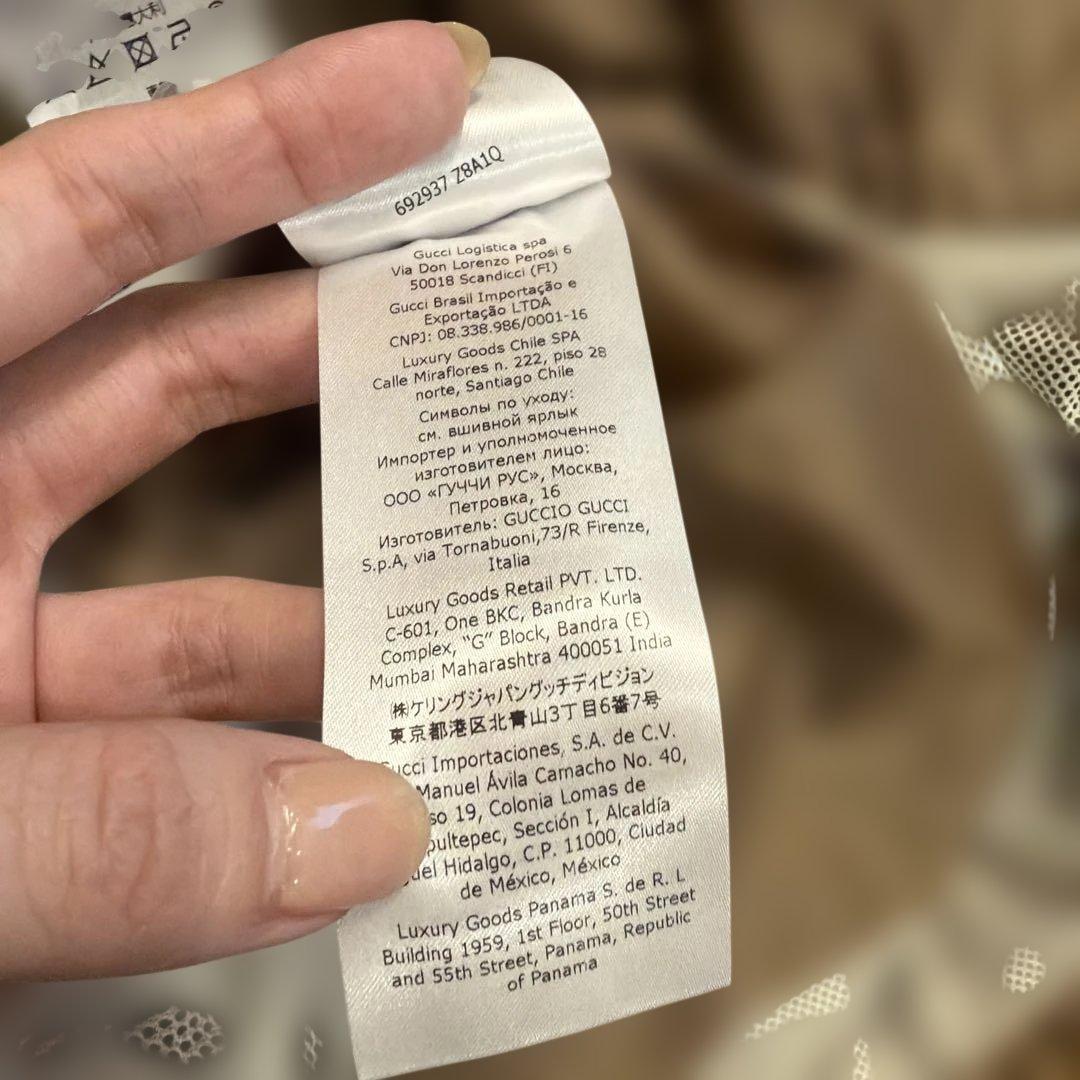 大利
692937 Z8A1Q
Gucci Logistica spa
Via Don Lorenzo Perosi 6
50018 Scandicci (FI)
Gucci Brasil Importação e
Exportação LTDA
CNPJ: 08.338.986/0001-16
Luxury Goods Chile SPA
Calle Miraflores n. 222, piso 28
norte, Santiago Chile
Символы по уходу:
см. вшивной ярлык
Импортер и уполномоченное
изготовителем лицо:
ООО «ГУЧЧИ РУС», Москва,
Петровка, 16
Изготовитель: GUCCIO GUCCI
S.p.A, via Tornabuoni,73/R Firenze,
Italia
Luxury Goods Retail PVT. LTD.
C-601, One BKC, Bandra Kurla
Complex, “G” Block, Bandra (E)
Mumbai Maharashtra 400051 India
㈱ケリングジャパングッチディビジョン
東京都港区北青山3丁目6番7号
Gucci Importaciones, S.A. de C.V.
Manuel Ávila Camacho No. 40,
so 19, Colonia Lomas de
pultepec, Sección I, Alcaldía
uel Hidalgo, C.P. 11000, Ciudad
de México, México
Luxury Goods Panama S. de R. L
Building 1959, 1st Floor, 50th Street
and 55th Street, Panama, Republic
of Panama